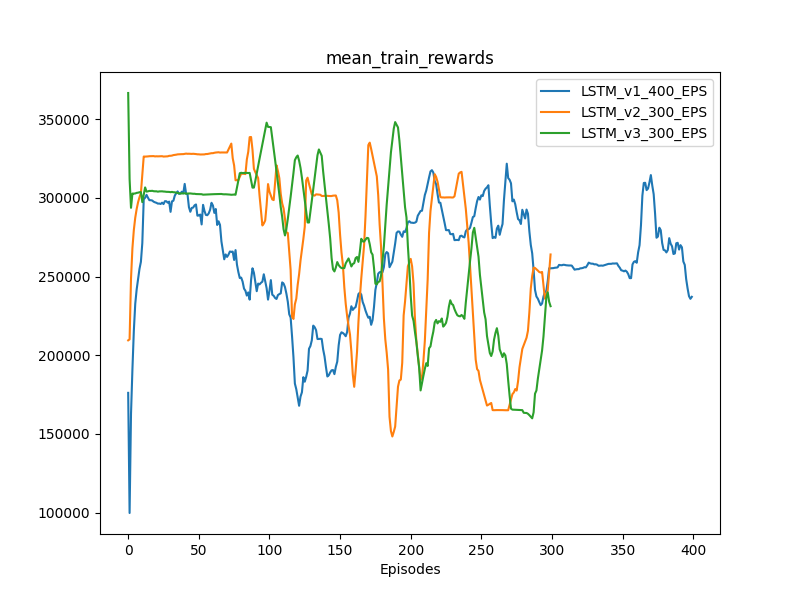 mean_train_rewards
LSTM_v1_400_EPS
LSTM_v2_300_EPS
LSTM_v3_300_EPS
350000
300000
250000
200000
150000
100000
0 50 100 150 200 250 300 350 400
Episodes